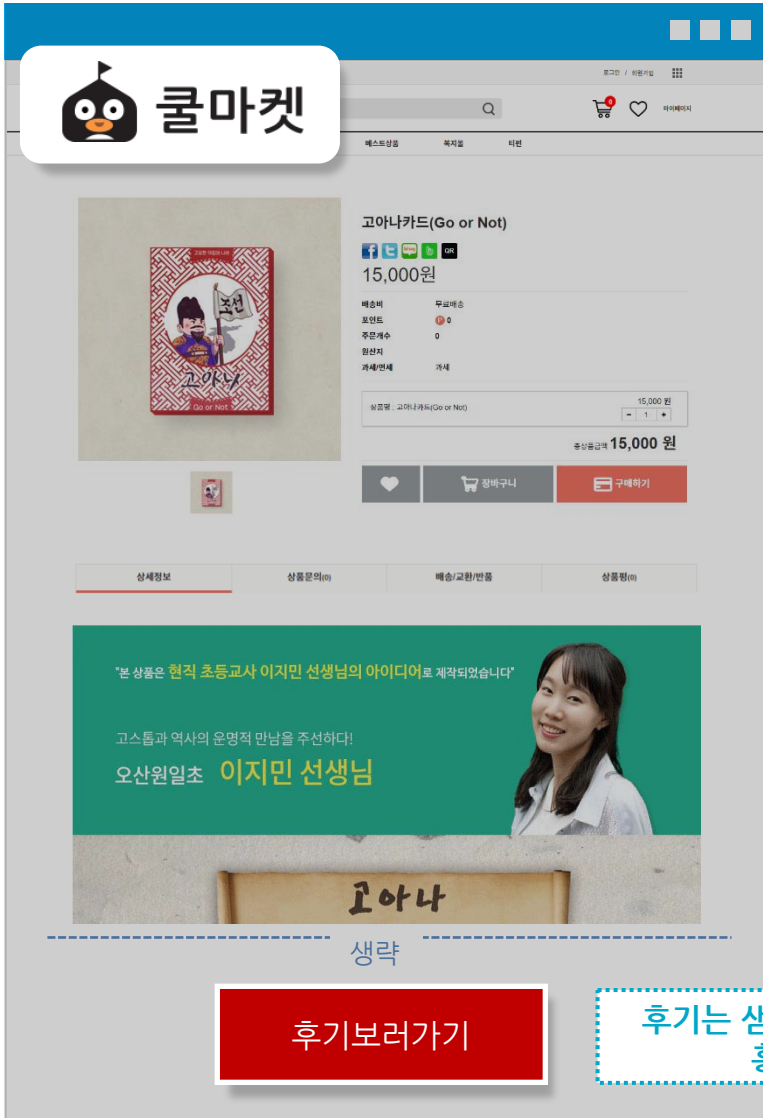 쿨마켓
로그인 / 회원가입
0
마이페이지
베스트상품 복지몰 티켓
고아나카드(Go or Not)
QR
15,000원
배송비 무료배송
포인트 P 0
주문개수 0
원산지
과세/면세 과세
조선
고아나
Go or Not
상품명 : 고아나카드(Go or Not)
15,000 원
- 1 +
총상품금액 15,000 원
장바구니
구매하기
상세정보 상품문의(0) 배송/교환/반품 상품평(0)
"본 상품은 현직 초등교사 이지민 선생님의 아이디어로 제작되었습니다"
고스톱과 역사의 운명적 만남을 주선하다!
오산원일초 이지민 선생님
고아나
생략
후기보러가기
후기는